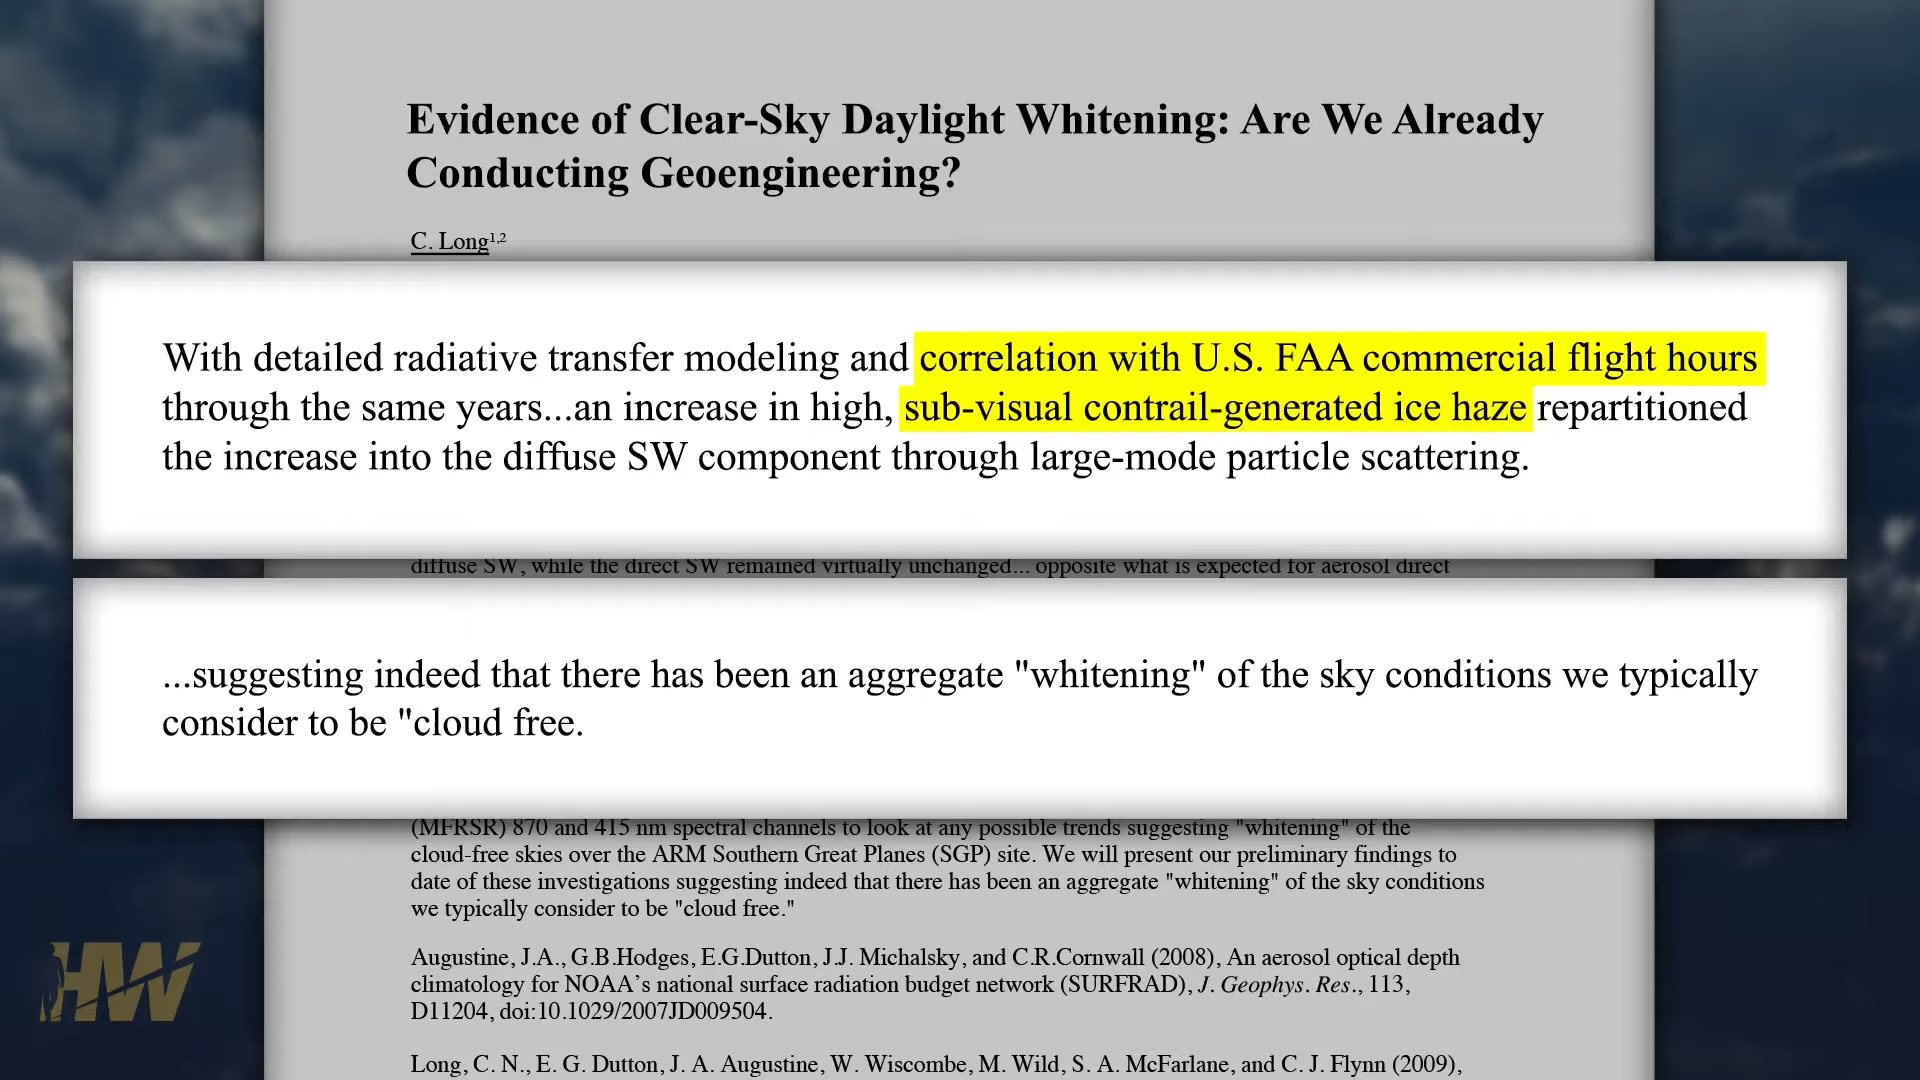 Evidence of Clear-Sky Daylight Whitening: Are We Already
Conducting Geoengineering?
C. Long¹,²
With detailed radiative transfer modeling and correlation with U.S. FAA commercial flight hours
through the same years...an increase in high, sub-visual contrail-generated ice haze repartitioned
the increase into the diffuse SW component through large-mode particle scattering.
diffuse SW, while the direct SW remained virtually unchanged... opposite what is expected for aerosol direct
...suggesting indeed that there has been an aggregate "whitening" of the sky conditions we typically
consider to be "cloud free.
(MFRSR) 870 and 415 nm spectral channels to look at any possible trends suggesting "whitening" of the
cloud-free skies over the ARM Southern Great Planes (SGP) site. We will present our preliminary findings to
date of these investigations suggesting indeed that there has been an aggregate "whitening" of the sky conditions
we typically consider to be "cloud free."
Augustine, J.A., G.B.Hodges, E.G.Dutton, J.J. Michalsky, and C.R.Cornwall (2008), An aerosol optical depth
climatology for NOAA’s national surface radiation budget network (SURFRAD), J. Geophys. Res., 113,
D11204, doi:10.1029/2007JD009504.
Long, C. N., E. G. Dutton, J. A. Augustine, W. Wiscombe, M. Wild, S. A. McFarlane, and C. J. Flynn (2009),
HW